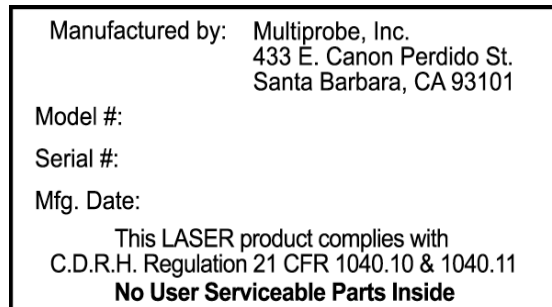 Manufactured by: Multiprobe, Inc.
433 E. Canon Perdido St.
Santa Barbara, CA 93101
Model #:
Serial #:
Mfg. Date:
This LASER product complies with
C.D.R.H. Regulation 21 CFR 1040.10 & 1040.11
No User Serviceable Parts Inside